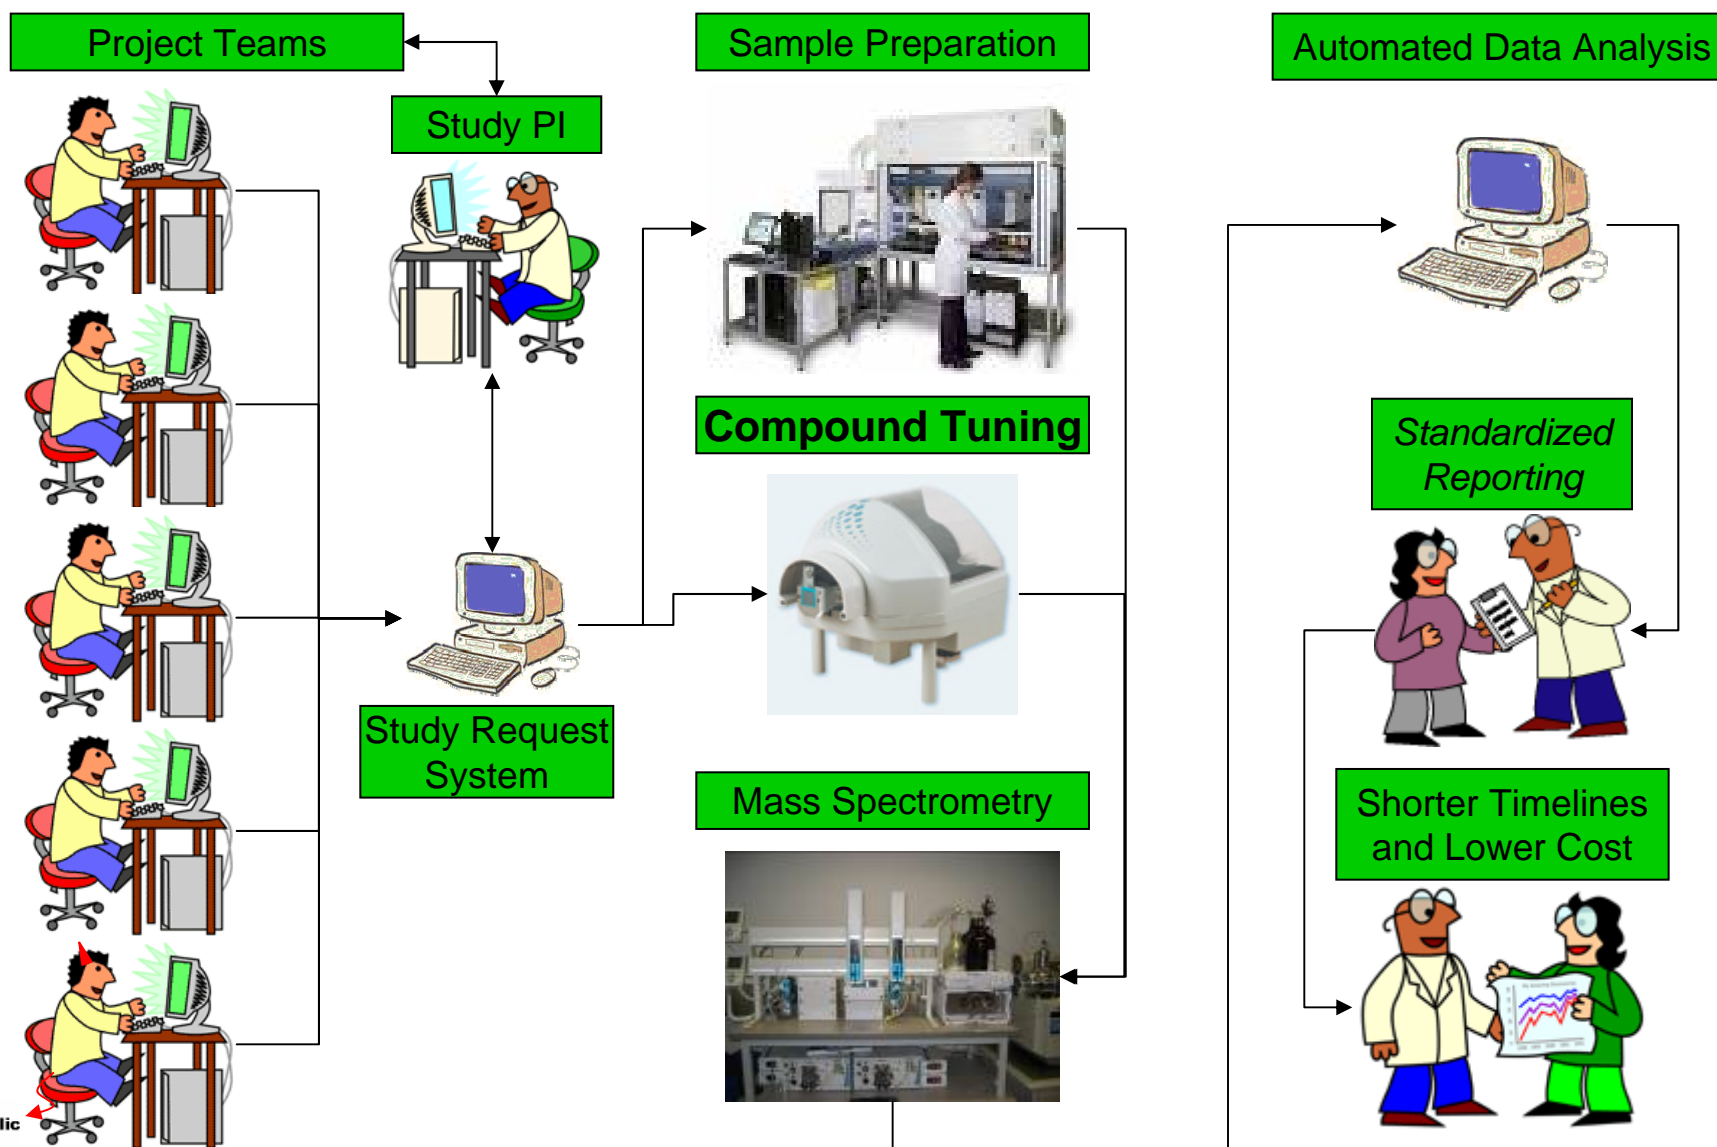 Project Teams
Study PI
Study Request
System
Sample Preparation
Compound Tuning
Mass Spectrometry
Automated Data Analysis
Standardized
Reporting
Shorter Timelines
and Lower Cost
lic